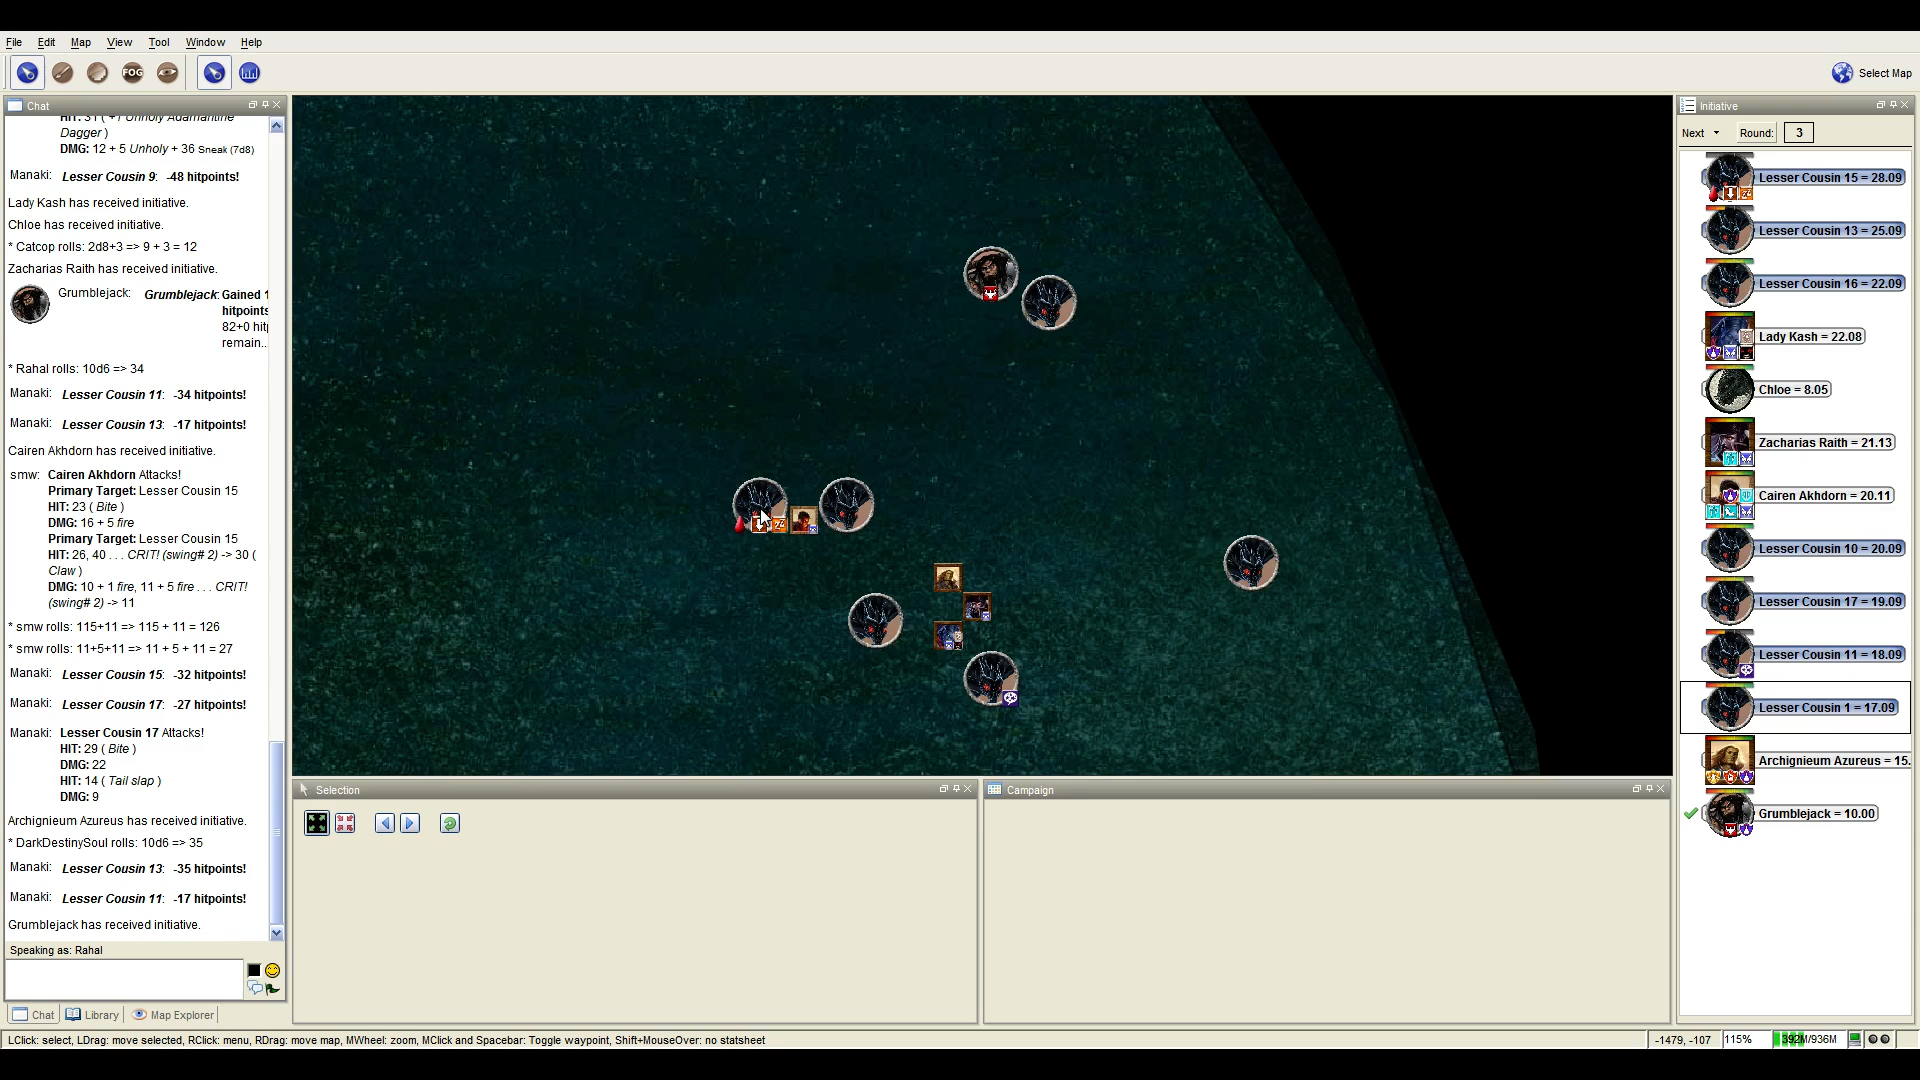 File Edit Map View Tool Window Help
FOG
Select Map
Chat
HIT: 31 ( +7 Unholy Adamantine
Dagger )
DMG: 12 + 5 Unholy + 36 Sneak (7d8)
Manaki: Lesser Cousin 9: -48 hitpoints!
Lady Kash has received initiative.
Chloe has received initiative.
* Catcop rolls: 2d8+3 => 9 + 3 = 12
Zacharias Raith has received initiative.
Grumblejack: Grumblejack: Gained 1
hitpoints
82+0 hitp
remain..
* Rahal rolls: 10d6 => 34
Manaki: Lesser Cousin 11: -34 hitpoints!
Manaki: Lesser Cousin 13: -17 hitpoints!
Cairen Akhdorn has received initiative.
smw: Cairen Akhdorn Attacks!
Primary Target: Lesser Cousin 15
HIT: 23 ( Bite )
DMG: 16 + 5 fire
Primary Target: Lesser Cousin 15
HIT: 26, 40 . . . CRIT! (swing# 2) -> 30 (
Claw )
DMG: 10 + 1 fire, 11 + 5 fire . . . CRIT!
(swing# 2) -> 11
* smw rolls: 115+11 => 115 + 11 = 126
* smw rolls: 11+5+11 => 11 + 5 + 11 = 27
Manaki: Lesser Cousin 15: -32 hitpoints!
Manaki: Lesser Cousin 17: -27 hitpoints!
Manaki: Lesser Cousin 17 Attacks!
HIT: 29 ( Bite )
DMG: 22
HIT: 14 ( Tail slap )
DMG: 9
Archignieum Azureus has received initiative.
* DarkDestinySoul rolls: 10d6 => 35
Manaki: Lesser Cousin 13: -35 hitpoints!
Manaki: Lesser Cousin 11: -17 hitpoints!
Grumblejack has received initiative.
Speaking as: Rahal
Chat Library Map Explorer
Selection
Campaign
Initiative
Next Round: 3
Lesser Cousin 15 = 28.09
Lesser Cousin 13 = 25.09
Lesser Cousin 16 = 22.09
Lady Kash = 22.08
Chloe = 8.05
Zacharias Raith = 21.13
Cairen Akhdorn = 20.11
Lesser Cousin 10 = 20.09
Lesser Cousin 17 = 19.09
Lesser Cousin 11 = 18.09
Lesser Cousin 1 = 17.09
Archignieum Azureus = 15.
Grumblejack = 10.00
LClick: select, LDrag: move selected, RClick: menu, RDrag: move map, MWheel: zoom, MClick and Spacebar: Toggle waypoint, Shift+MouseOver: no statsheet
-1479, -107 115% 392M/936M